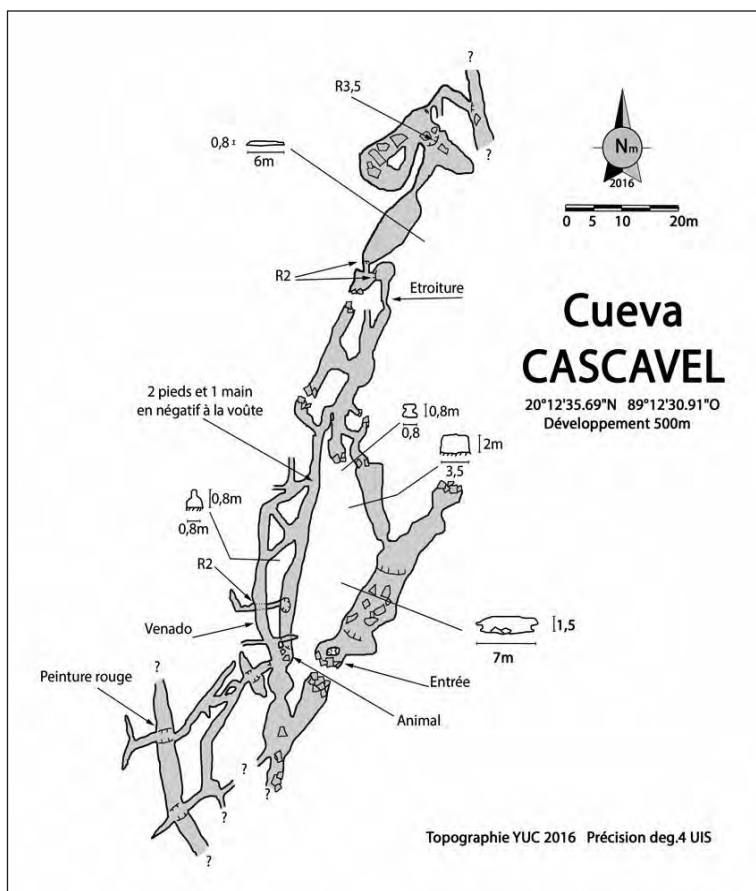 ?
R3,5
?
0,8
6m
Nm
2016
0 5 10 20m
R2
Etroiture
Cueva
CASCAVEL
20°12'35.69"N 89°12'30.91"O
Développement 500m
2 pieds et 1 main
en négatif à la voûte
0,8m
0,8
2m
3,5
0,8m
0,8m
R2
Venado
1,5
7m
?
Peinture rouge
Entrée
Animal
?
?
?
?
Topographie YUC 2016 Précision deg.4 UIS